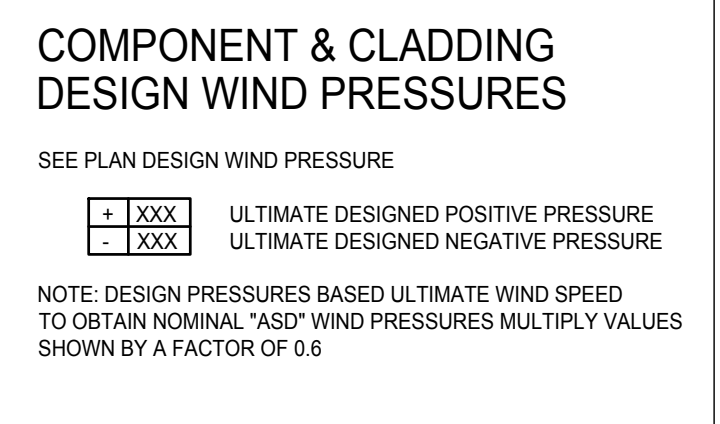 COMPONENT & CLADDING
DESIGN WIND PRESSURES
SEE PLAN DESIGN WIND PRESSURE
+ XXX ULTIMATE DESIGNED POSITIVE PRESSURE
- XXX ULTIMATE DESIGNED NEGATIVE PRESSURE
NOTE: DESIGN PRESSURES BASED ULTIMATE WIND SPEED
TO OBTAIN NOMINAL "ASD" WIND PRESSURES MULTIPLY VALUES
SHOWN BY A FACTOR OF 0.6